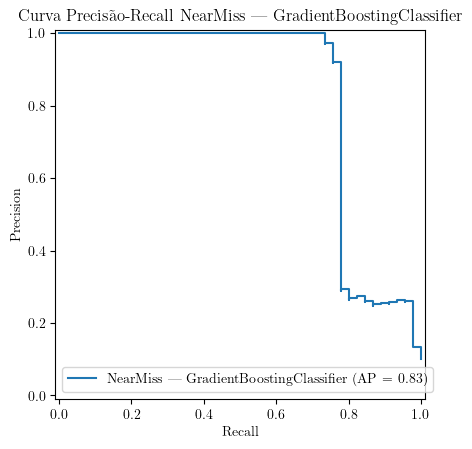 Curva Precisão-Recall NearMiss — GradientBoostingClassifier
1.0
0.8
0.6
0.4
0.2
0.0
Precision
NearMiss — GradientBoostingClassifier (AP = 0.83)
0.0 0.2 0.4 0.6 0.8 1.0
Recall